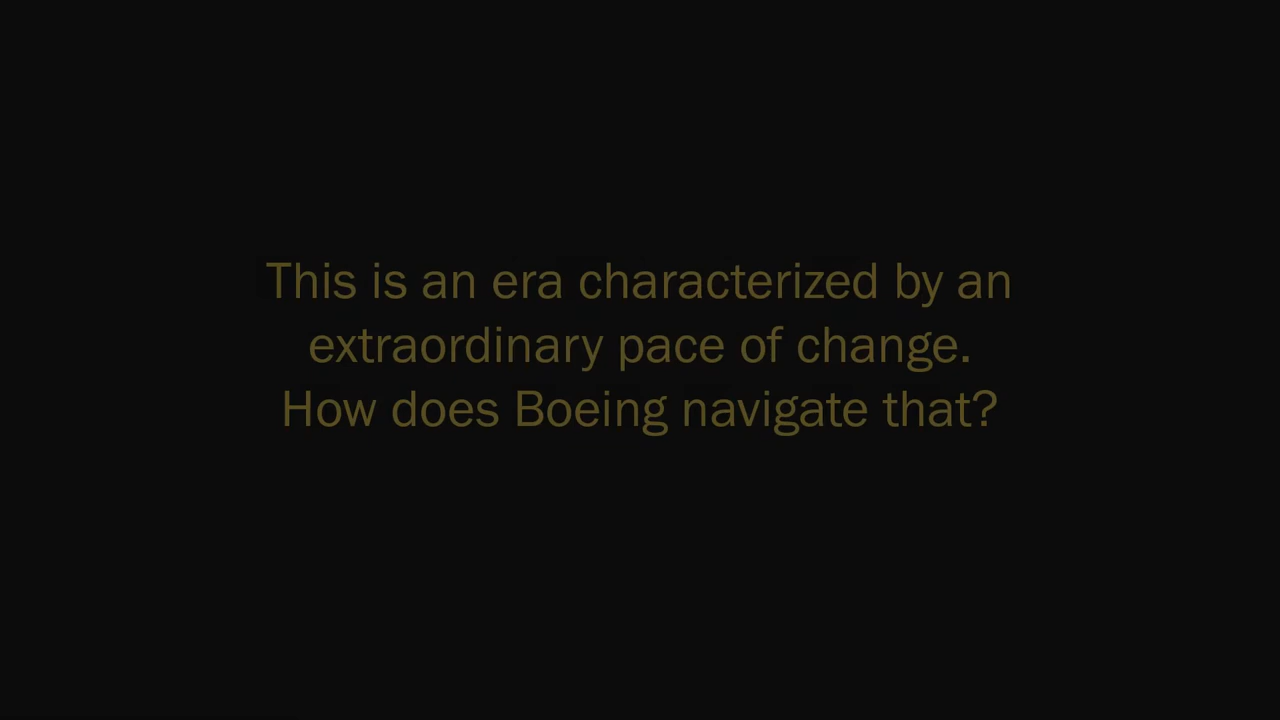 This is an era characterized by an
extraordinary pace of change.
How does Boeing navigate that?